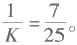 1/K = 7/25。